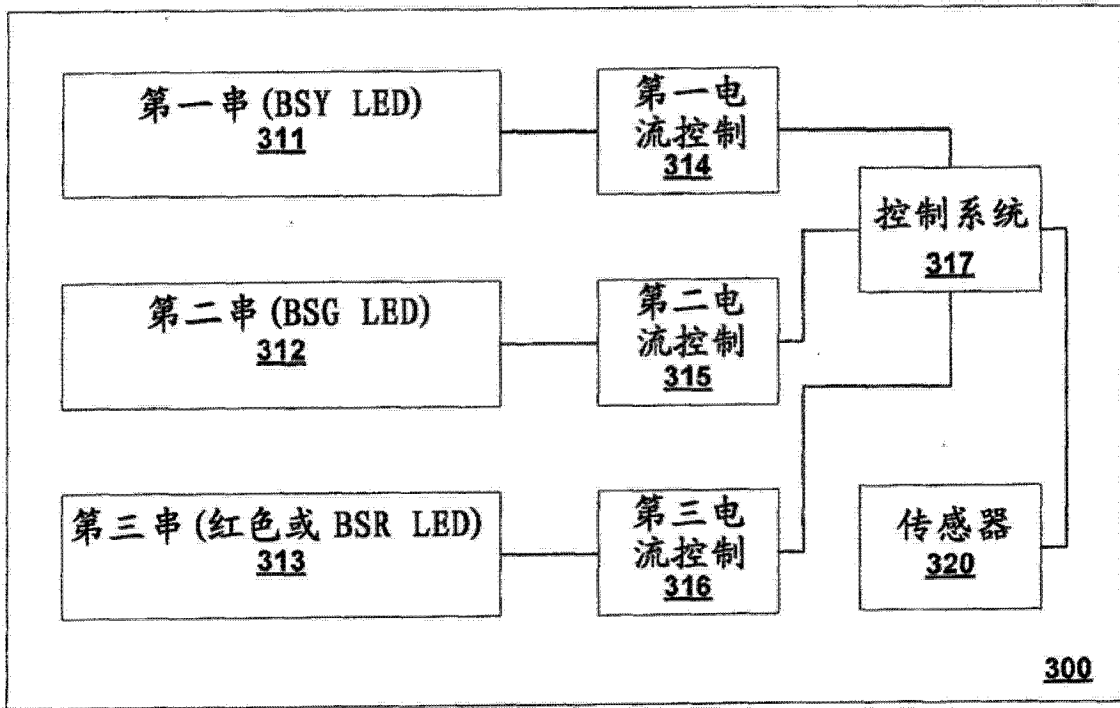 第一串(BSY LED)
311
第一电
流控制
314
控制系统
317
第二串(BSG LED)
312
第二电
流控制
315
第三串(红色或 BSR LED)
313
第三电
流控制
316
传感器
320
300